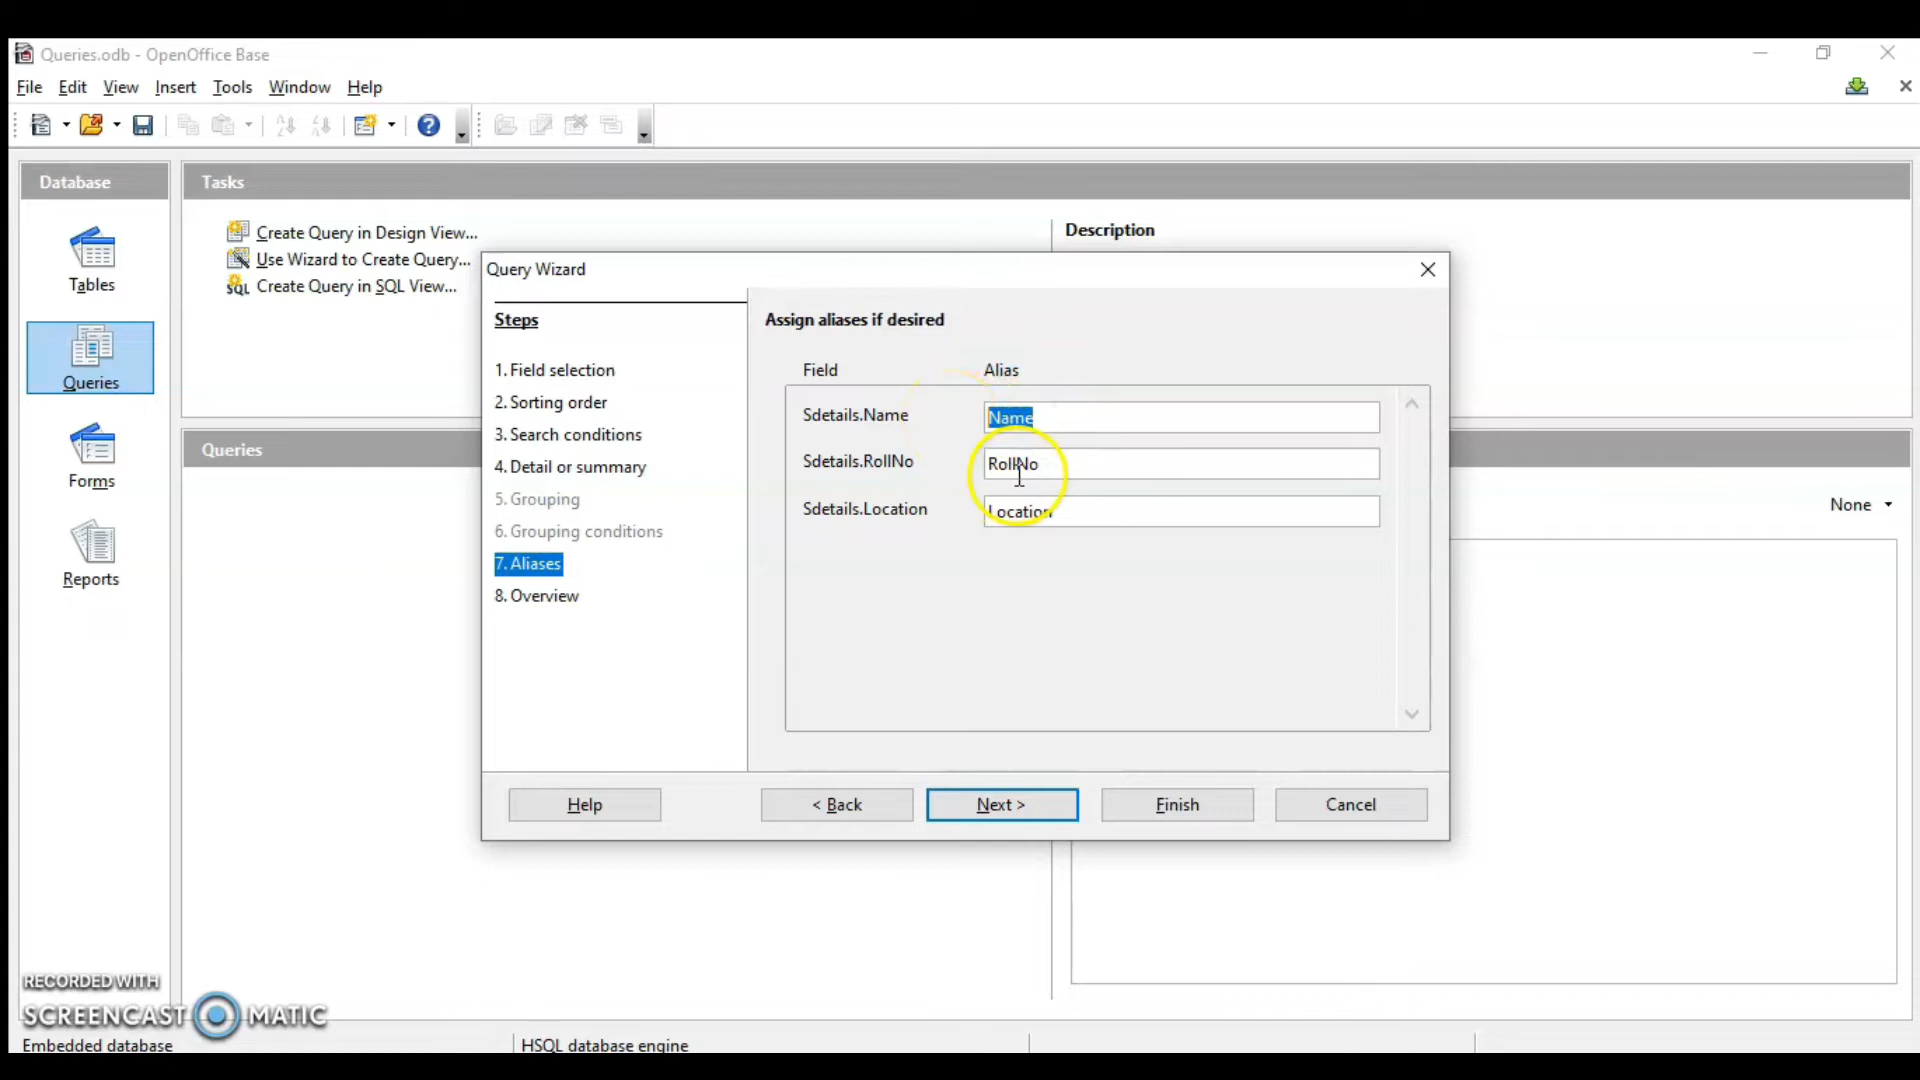 Queries.odb - OpenOffice Base
File Edit View Insert Tools Window Help
Database
Tasks
Tables
Queries
Forms
Reports
Create Query in Design View...
Use Wizard to Create Query...
SQL Create Query in SQL View...
Description
Queries
None
Query Wizard
Steps
1. Field selection
2. Sorting order
3. Search conditions
4. Detail or summary
5. Grouping
6. Grouping conditions
7. Aliases
8. Overview
Assign aliases if desired
Field Alias
Sdetails.Name Name
Sdetails.RollNo RollNo
Sdetails.Location Location
Help < Back Next > Finish Cancel
RECORDED WITH
SCREENCAST MATIC
Embedded database HSQL database engine